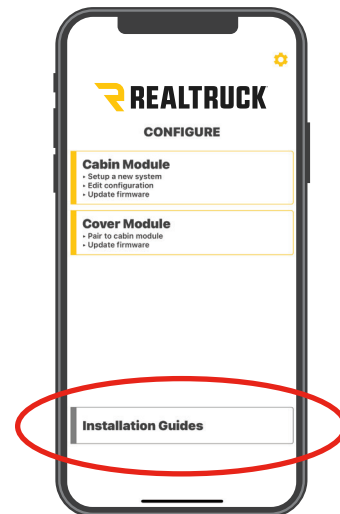 REALTRUCK
CONFIGURE
Cabin Module
• Setup a new system
• Edit configuration
• Update firmware
Cover Module
• Pair to cabin module
• Update firmware
Installation Guides